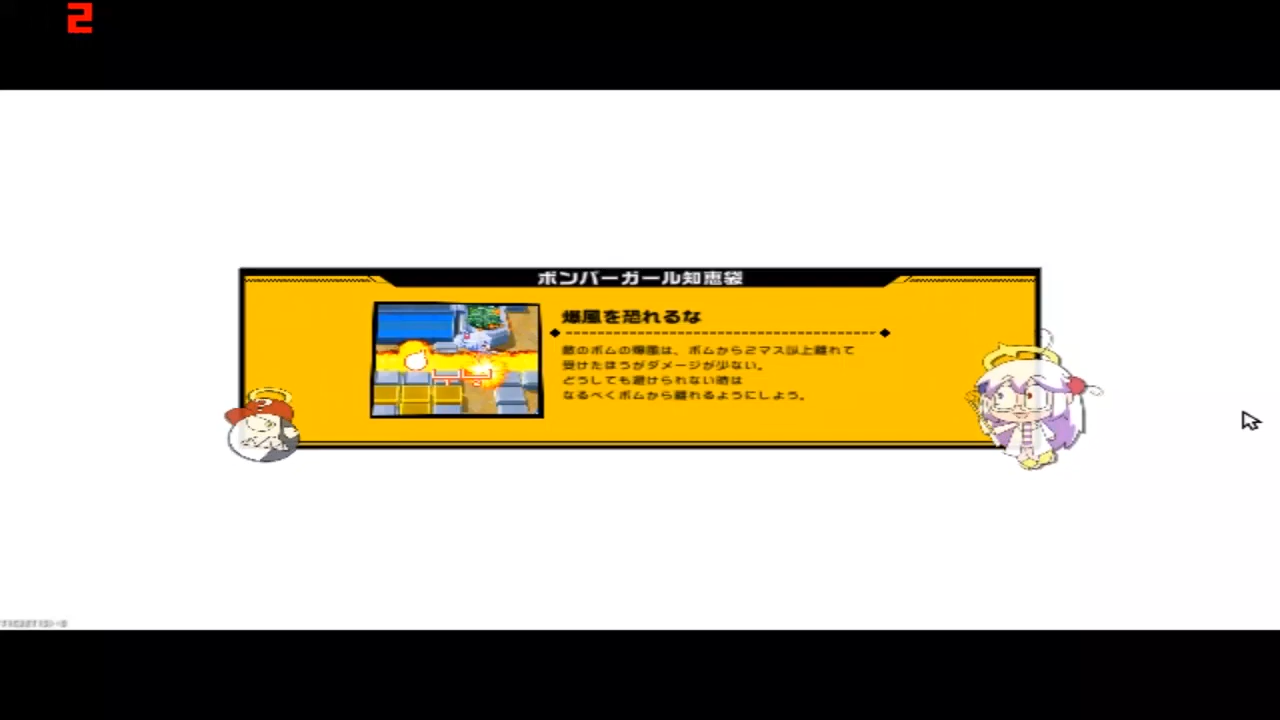 2
ボンバーガール知恵袋
爆風を恐れるな
敵のボムの爆風は、ボムから2マス以上離れて
受けたほうがダメージが少ない。
どうしても避けられない時は
なるべくボムから離れるようにしよう。